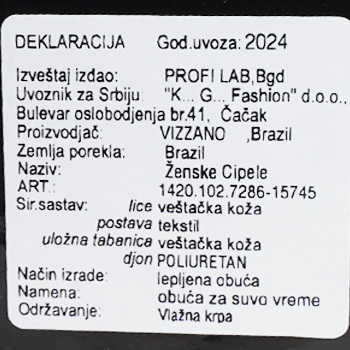 DEKLARACIJA God.uvoza: 2024
Izveštaj izdao: PROFI LAB,Bgd
Uvoznik za Srbiju: "K... G... Fashion" d.o.o.,
Bulevar oslobodjenja br.41, Čačak
Proizvodjač: VIZZANO ,Brazil
Zemlja porekla: Brazil
Naziv: Ženske Cipele
ART.: 1420.102.7286-15745
Sir.sastav: lice veštačka koža
postava tekstil
uložna tabanica veštačka koža
djon POLIURETAN
Način izrade: lepljena obuća
Namena: obuća za suvo vreme
Održavanje: Vlažna krpa